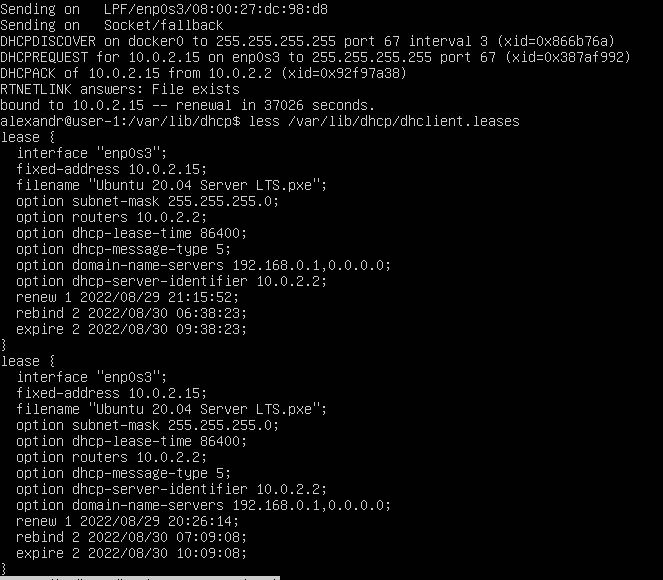 Sending on   LPF/enp0s3/08:00:27:dc:98:d8
Sending on   Socket/fallback
DHCPDISCOVER on docker0 to 255.255.255.255 port 67 interval 3 (xid=0x866b76a)
DHCPREQUEST for 10.0.2.15 on enp0s3 to 255.255.255.255 port 67 (xid=0x387af992)
DHCPACK of 10.0.2.15 from 10.0.2.2 (xid=0x92f97a38)
RTNETLINK answers: File exists
bound to 10.0.2.15 -- renewal in 37026 seconds.
alexandr@user-1:/var/lib/dhcp$ less /var/lib/dhcp/dhclient.leases
lease {
  interface "enp0s3";
  fixed-address 10.0.2.15;
  filename "Ubuntu 20.04 Server LTS.pxe";
  option subnet-mask 255.255.255.0;
  option routers 10.0.2.2;
  option dhcp-lease-time 86400;
  option dhcp-message-type 5;
  option domain-name-servers 192.168.0.1,0.0.0.0;
  option dhcp-server-identifier 10.0.2.2;
  renew 1 2022/08/29 21:15:52;
  rebind 2 2022/08/30 06:38:23;
  expire 2 2022/08/30 09:38:23;
}
lease {
  interface "enp0s3";
  fixed-address 10.0.2.15;
  filename "Ubuntu 20.04 Server LTS.pxe";
  option subnet-mask 255.255.255.0;
  option dhcp-lease-time 86400;
  option routers 10.0.2.2;
  option dhcp-message-type 5;
  option dhcp-server-identifier 10.0.2.2;
  option domain-name-servers 192.168.0.1,0.0.0.0;
  renew 1 2022/08/29 20:26:14;
  rebind 2 2022/08/30 07:09:08;
  expire 2 2022/08/30 10:09:08;
}